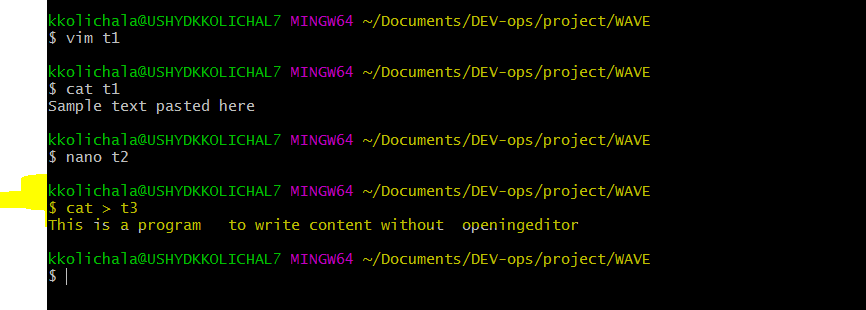 kkolichala@USHYDKKOLICHAL7 MINGW64 ~/Documents/DEV-ops/project/WAVE
$ vim t1
kkolichala@USHYDKKOLICHAL7 MINGW64 ~/Documents/DEV-ops/project/WAVE
$ cat t1
Sample text pasted here
kkolichala@USHYDKKOLICHAL7 MINGW64 ~/Documents/DEV-ops/project/WAVE
$ nano t2
kkolichala@USHYDKKOLICHAL7 MINGW64 ~/Documents/DEV-ops/project/WAVE
$ cat > t3
This is a program   to write content without  openingeditor
kkolichala@USHYDKKOLICHAL7 MINGW64 ~/Documents/DEV-ops/project/WAVE
$